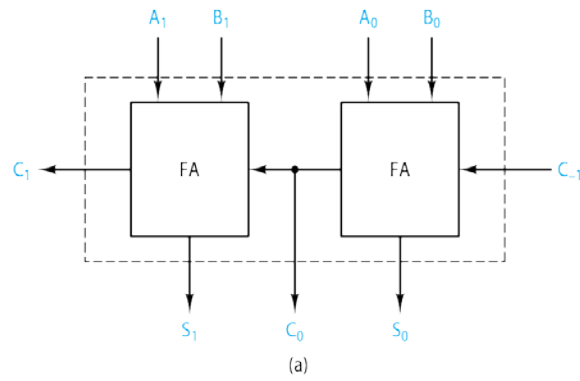 A₁ B₁ A₀ B₀
C₁ FA FA C₋₁
S₁ C₀ S₀
(a)